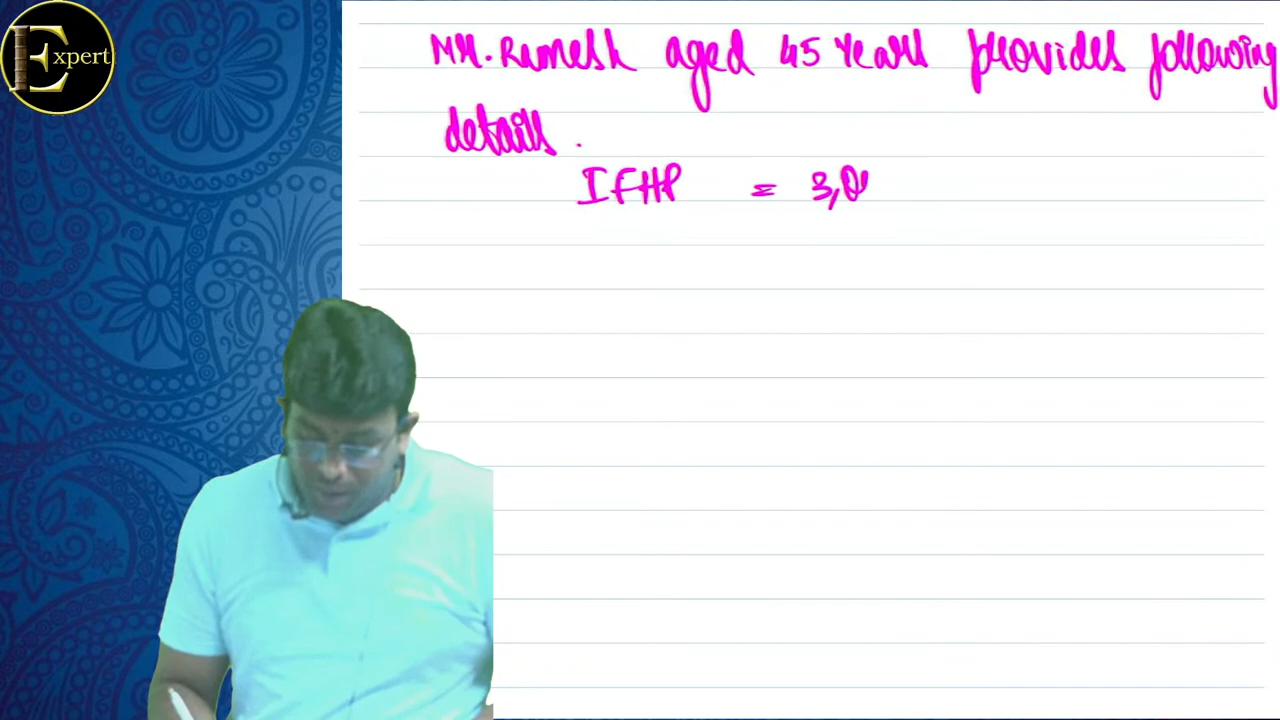 Expert
Mr. Ramesh aged 45 Years provides following
details.
IFHP = 3,0